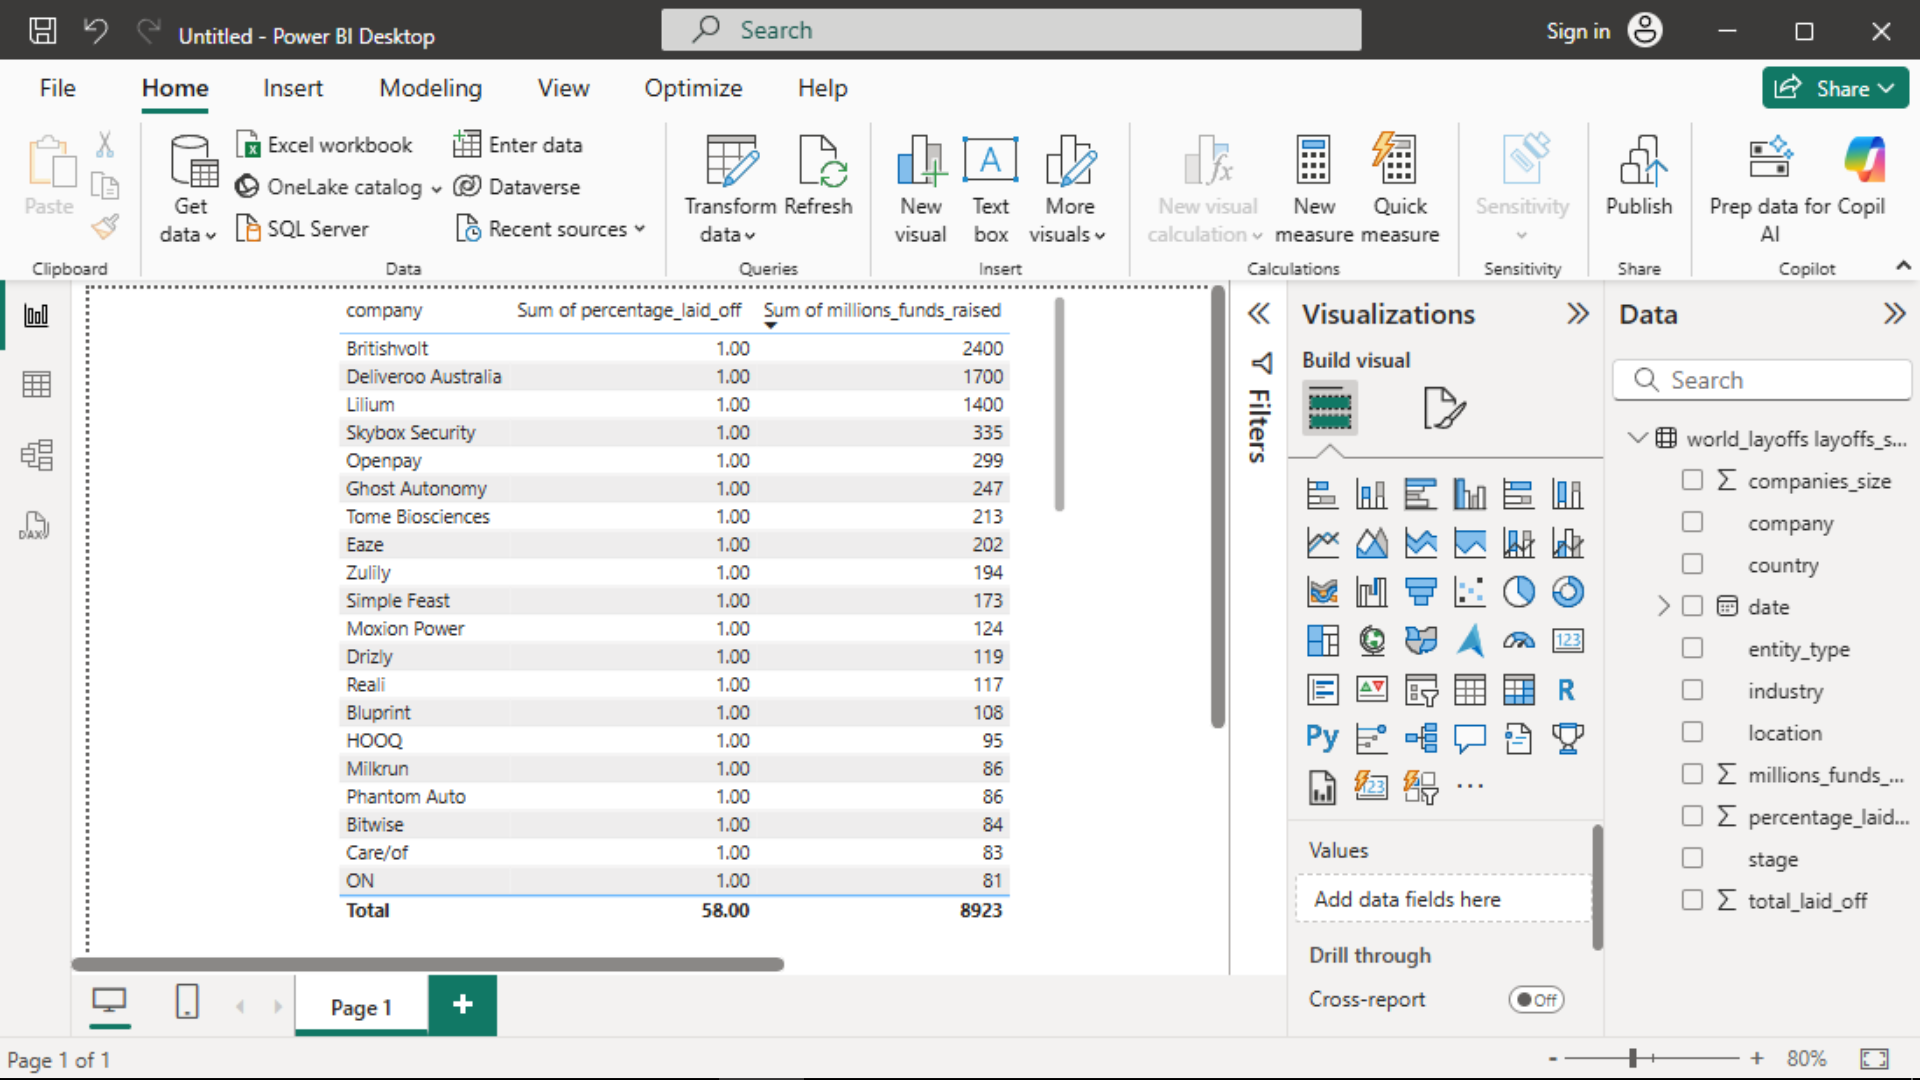 Untitled - Power BI Desktop
Search
Sign in
File
Home
Insert
Modeling
View
Optimize
Help
Share
Paste
Clipboard
Get data
Excel workbook
OneLake catalog
SQL Server
Enter data
Dataverse
Recent sources
Data
Transform data
Refresh
Queries
New visual
A
Text box
More visuals
Insert
fx
New visual calculation
New measure
Quick measure
Calculations
Sensitivity
Sensitivity
Publish
Share
Prep data for AI
Copil
Copilot
DAX
company Sum of percentage_laid_off Sum of millions_funds_raised
Britishvolt 1.00 2400
Deliveroo Australia 1.00 1700
Lilium 1.00 1400
Skybox Security 1.00 335
Openpay 1.00 299
Ghost Autonomy 1.00 247
Tome Biosciences 1.00 213
Eaze 1.00 202
Zulily 1.00 194
Simple Feast 1.00 173
Moxion Power 1.00 124
Drizly 1.00 119
Reali 1.00 117
Bluprint 1.00 108
HOOQ 1.00 95
Milkrun 1.00 86
Phantom Auto 1.00 86
Bitwise 1.00 84
Care/of 1.00 83
ON 1.00 81
Total 58.00 8923
Filters
Visualizations
Build visual
123
R
Py
123
...
Values
Add data fields here
Drill through
Cross-report
Off
Data
Search
world_layoffs layoffs_s...
companies_size
company
country
date
entity_type
industry
location
millions_funds_...
percentage_laid...
stage
total_laid_off
Page 1
+
Page 1 of 1
- + 80%